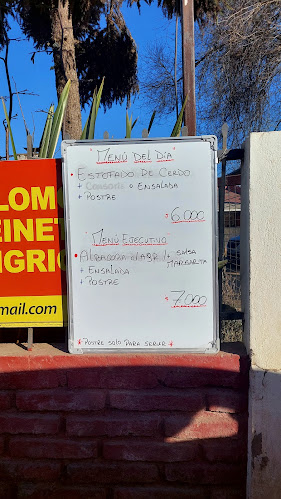 LOM
EINET
NGRIC
mail.com
MENÚ DEL DÍA
ESTOFADO DE CERDO
+ O ENSALADA
+ POSTRE
$ 6.000
MENÚ EJECUTIVO
+ SALSA MARGARITA
+ ENSALADA
+ POSTRE
$ 7.000
* POSTRE SOLO PARA SERVIR *